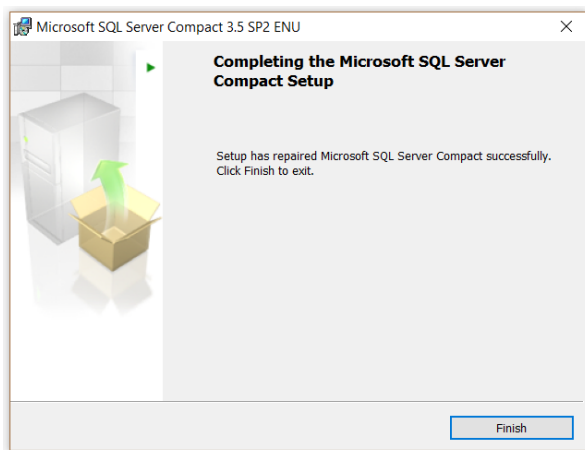 Microsoft SQL Server Compact 3.5 SP2 ENU
Completing the Microsoft SQL Server
Compact Setup
Setup has repaired Microsoft SQL Server Compact successfully.
Click Finish to exit.
Finish